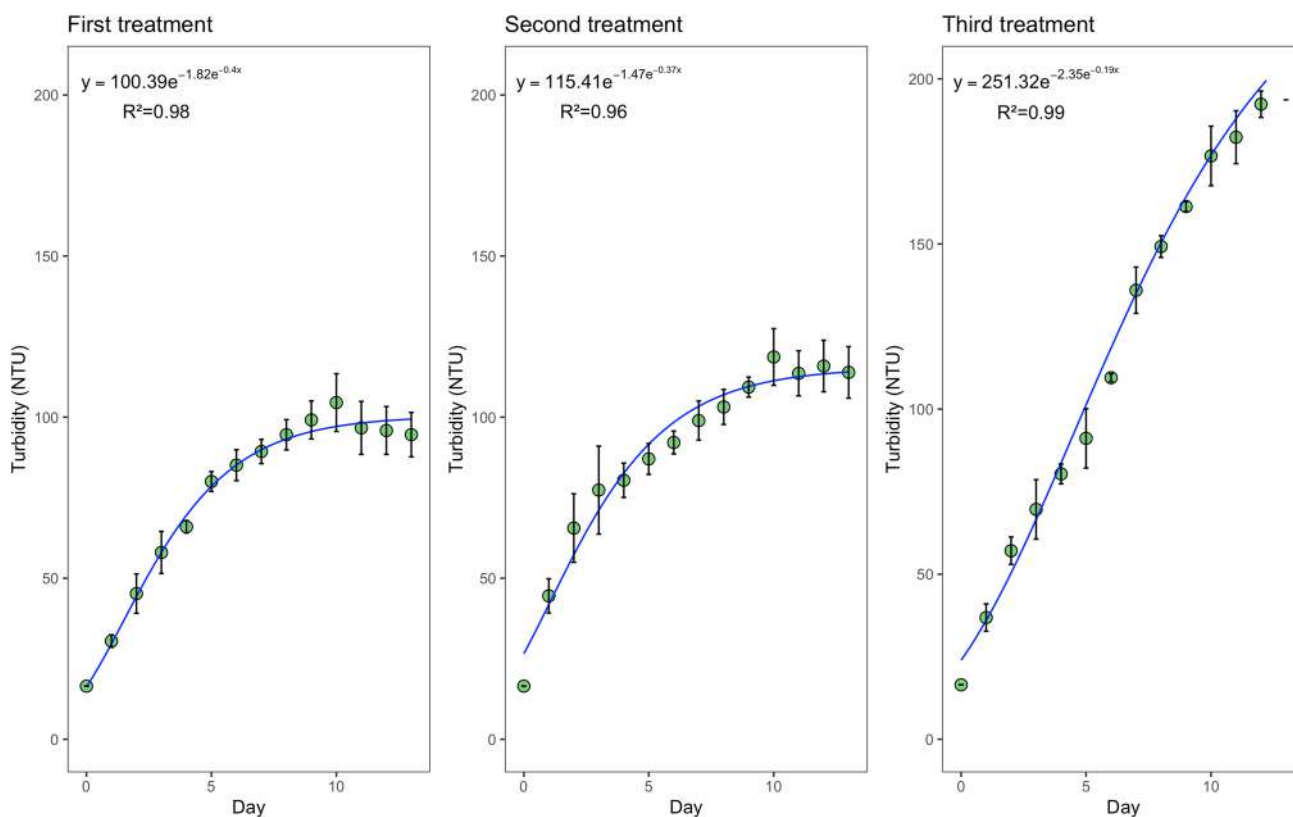 First treatment
y = 100.39e^−1.82e^−0.4x
R²=0.98
200
150
100
50
0
Turbidity (NTU)
0 5 10
Day
Second treatment
y = 115.41e^−1.47e^−0.37x
R²=0.96
200
150
100
50
0
Turbidity (NTU)
0 5 10
Day
Third treatment
y = 251.32e^−2.35e^−0.19x
R²=0.99
200
150
100
50
0
Turbidity (NTU)
0 5 10
Day